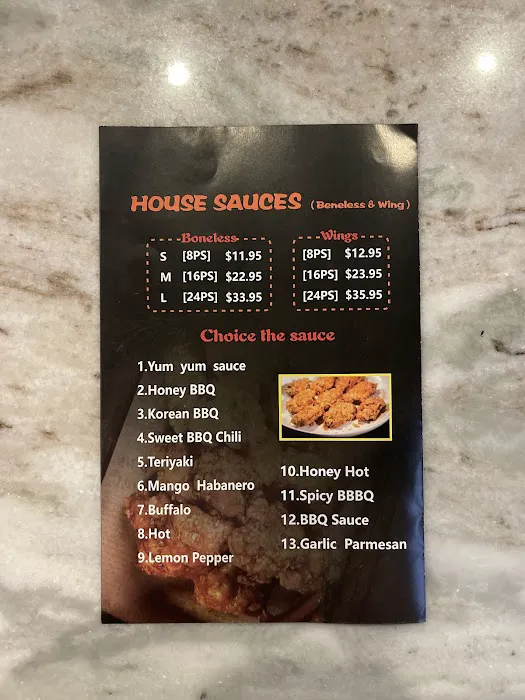 HOUSE SAUCES (Beneless & Wing)
Boneless
S [8PS] $11.95
M [16PS] $22.95
L [24PS] $33.95
Wings
[8PS] $12.95
[16PS] $23.95
[24PS] $35.95
Choice the sauce
1.Yum yum sauce
2.Honey BBQ
3.Korean BBQ
4.Sweet BBQ Chili
5.Teriyaki
6.Mango Habanero
7.Buffalo
8.Hot
9.Lemon Pepper
10.Honey Hot
11.Spicy BBBQ
12.BBQ Sauce
13.Garlic Parmesan